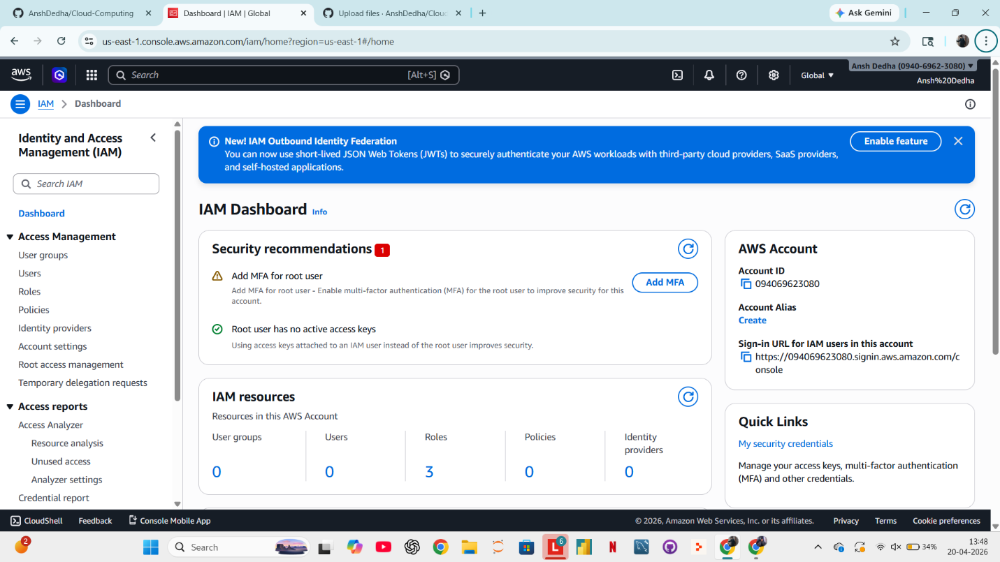 AnshDedha/Cloud-Computing
Dashboard | IAM | Global
Upload files · AnshDedha/Clouc
Ask Gemini
us-east-1.console.aws.amazon.com/iam/home?region=us-east-1#/home
aws
Search
[Alt+S]
Global
Ansh Dedha (0940-6962-3080)
Ansh%20Dedha
IAM
Dashboard
Identity and Access
Management (IAM)
Search IAM
Dashboard
Access Management
User groups
Users
Roles
Policies
Identity providers
Account settings
Root access management
Temporary delegation requests
Access reports
Access Analyzer
Resource analysis
Unused access
Analyzer settings
Credential report
New! IAM Outbound Identity Federation
You can now use short-lived JSON Web Tokens (JWTs) to securely authenticate your AWS workloads with third-party cloud providers, SaaS providers,
and self-hosted applications.
Enable feature
IAM Dashboard
Info
Security recommendations
1
Add MFA for root user
Add MFA for root user - Enable multi-factor authentication (MFA) for the root user to improve security for this
account.
Add MFA
Root user has no active access keys
Using access keys attached to an IAM user instead of the root user improves security.
IAM resources
Resources in this AWS Account
User groups
0
Users
0
Roles
3
Policies
0
Identity
providers
0
AWS Account
Account ID
094069623080
Account Alias
Create
Sign-in URL for IAM users in this account
https://094069623080.signin.aws.amazon.com/c
onsole
Quick Links
My security credentials
Manage your access keys, multi-factor authentication
(MFA) and other credentials.
CloudShell
Feedback
Console Mobile App
© 2026, Amazon Web Services, Inc. or its affiliates.
Privacy
Terms
Cookie preferences
2
Search
L
6
N
34%
13:48
20-04-2026